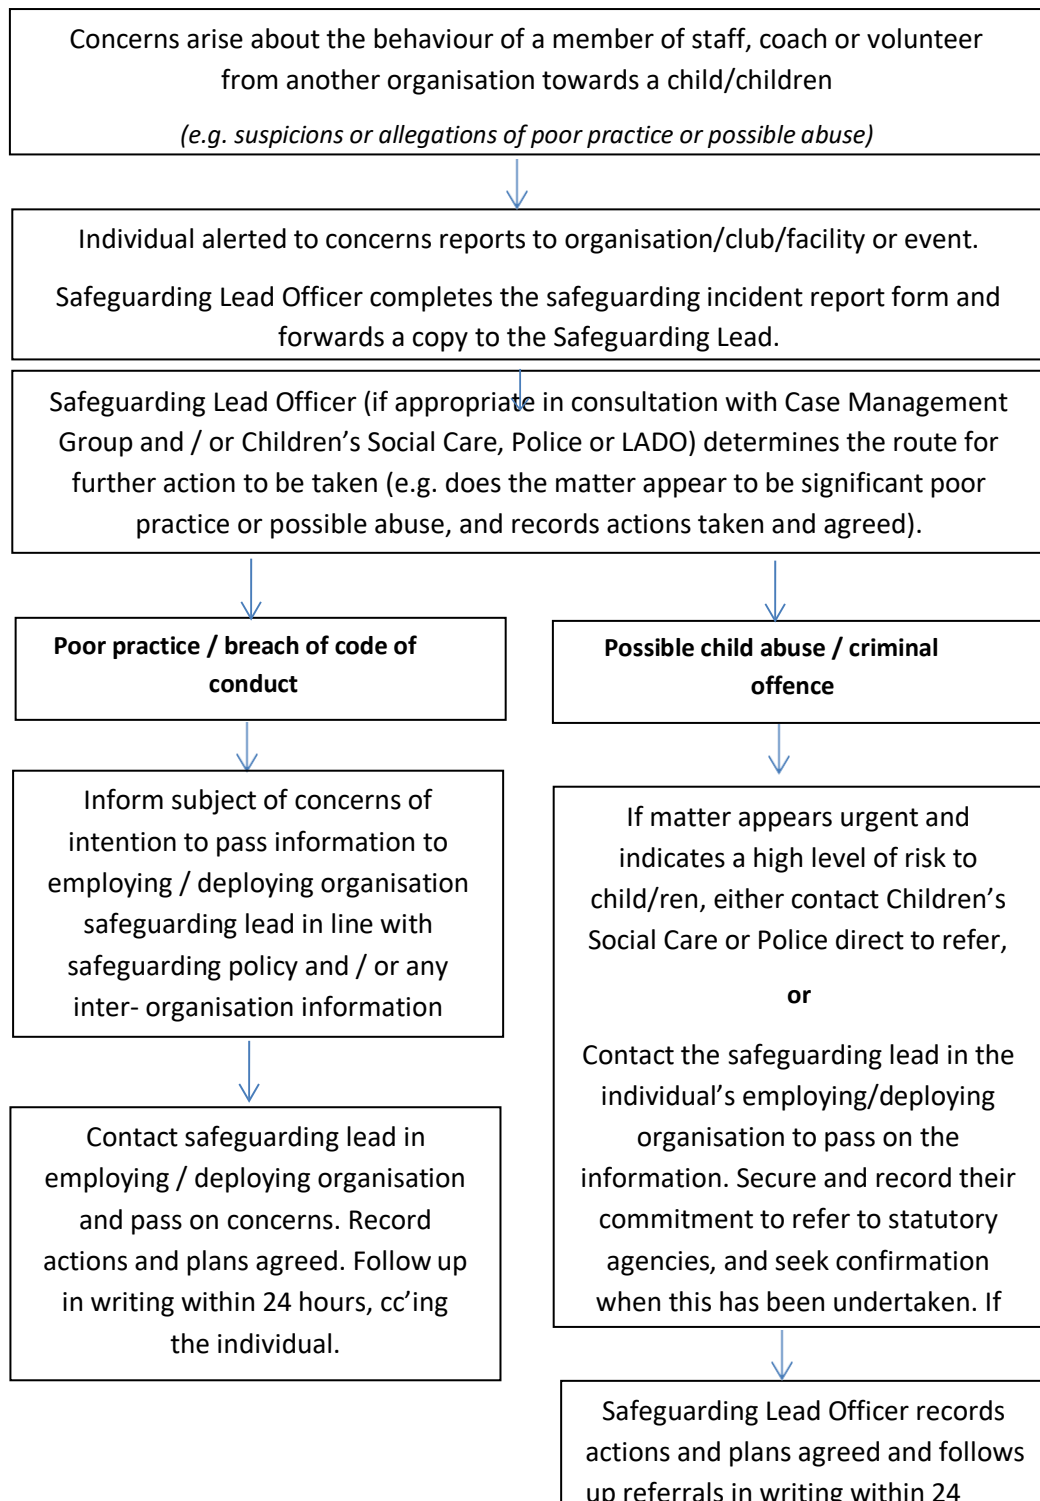 Concerns arise about the behaviour of a member of staff, coach or volunteer
from another organisation towards a child/children
(e.g. suspicions or allegations of poor practice or possible abuse)
Individual alerted to concerns reports to organisation/club/facility or event.
Safeguarding Lead Officer completes the safeguarding incident report form and
forwards a copy to the Safeguarding Lead.
Safeguarding Lead Officer (if appropriate in consultation with Case Management
Group and / or Children’s Social Care, Police or LADO) determines the route for
further action to be taken (e.g. does the matter appear to be significant poor
practice or possible abuse, and records actions taken and agreed).
Poor practice / breach of code of
conduct
Inform subject of concerns of
intention to pass information to
employing / deploying organisation
safeguarding lead in line with
safeguarding policy and / or any
inter- organisation information
Contact safeguarding lead in
employing / deploying organisation
and pass on concerns. Record
actions and plans agreed. Follow up
in writing within 24 hours, cc’ing
the individual.
Possible child abuse / criminal
offence
If matter appears urgent and
indicates a high level of risk to
child/ren, either contact Children’s
Social Care or Police direct to refer,
or
Contact the safeguarding lead in the
individual’s employing/deploying
organisation to pass on the
information. Secure and record their
commitment to refer to statutory
agencies, and seek confirmation
when this has been undertaken. If
Safeguarding Lead Officer records
actions and plans agreed and follows
up referrals in writing within 24